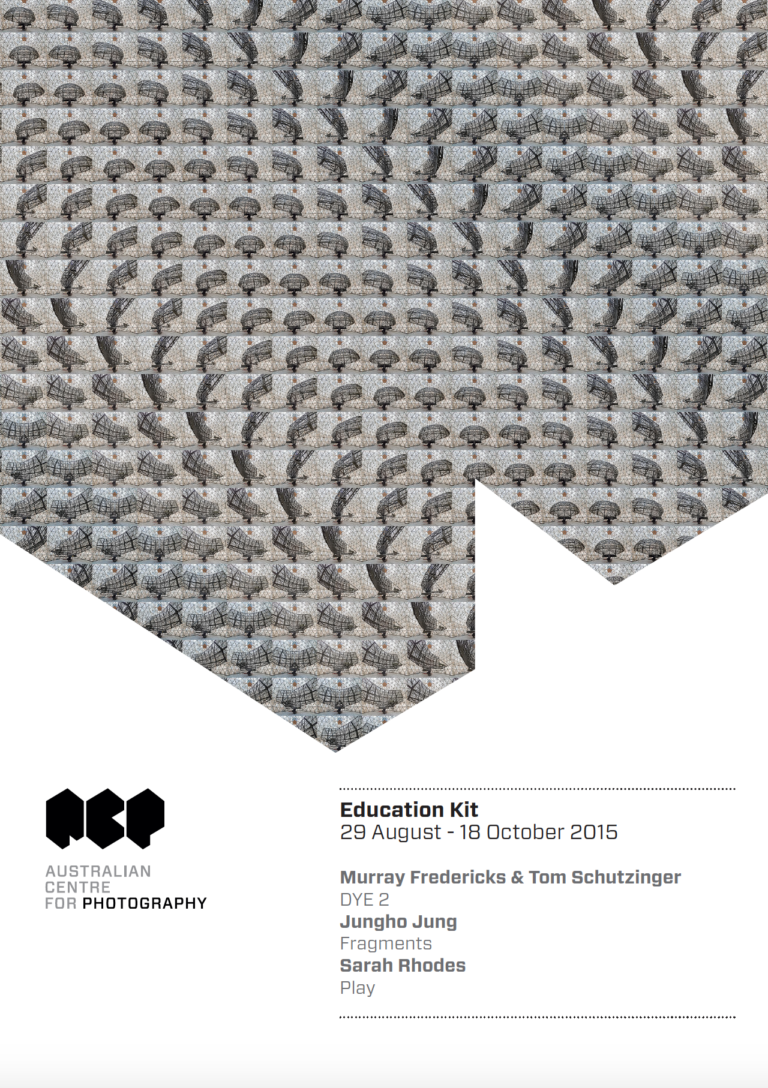 acp
AUSTRALIAN
CENTRE
FOR PHOTOGRAPHY
Education Kit
29 August - 18 October 2015
Murray Fredericks & Tom Schutzinger
DYE 2
Jungho Jung
Fragments
Sarah Rhodes
Play